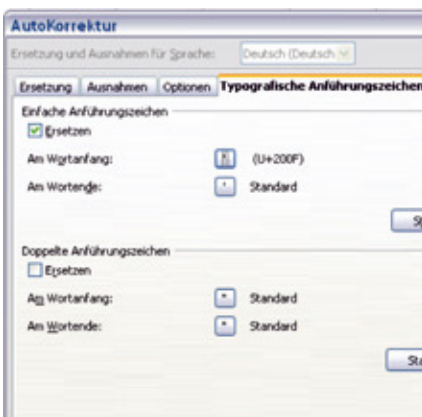 AutoKorrektur
Ersetzung und Ausnahmen für Sprache: Deutsch (Deutsch
Ersetzung Ausnahmen Optionen Typografische Anführungszeichen
Einfache Anführungszeichen
Ersetzen
Am Wortanfang: (U+200F)
Am Wortende: ' Standard
Doppelte Anführungszeichen
Ersetzen
Am Wortanfang: " Standard
Am Wortende: " Standard
Sta